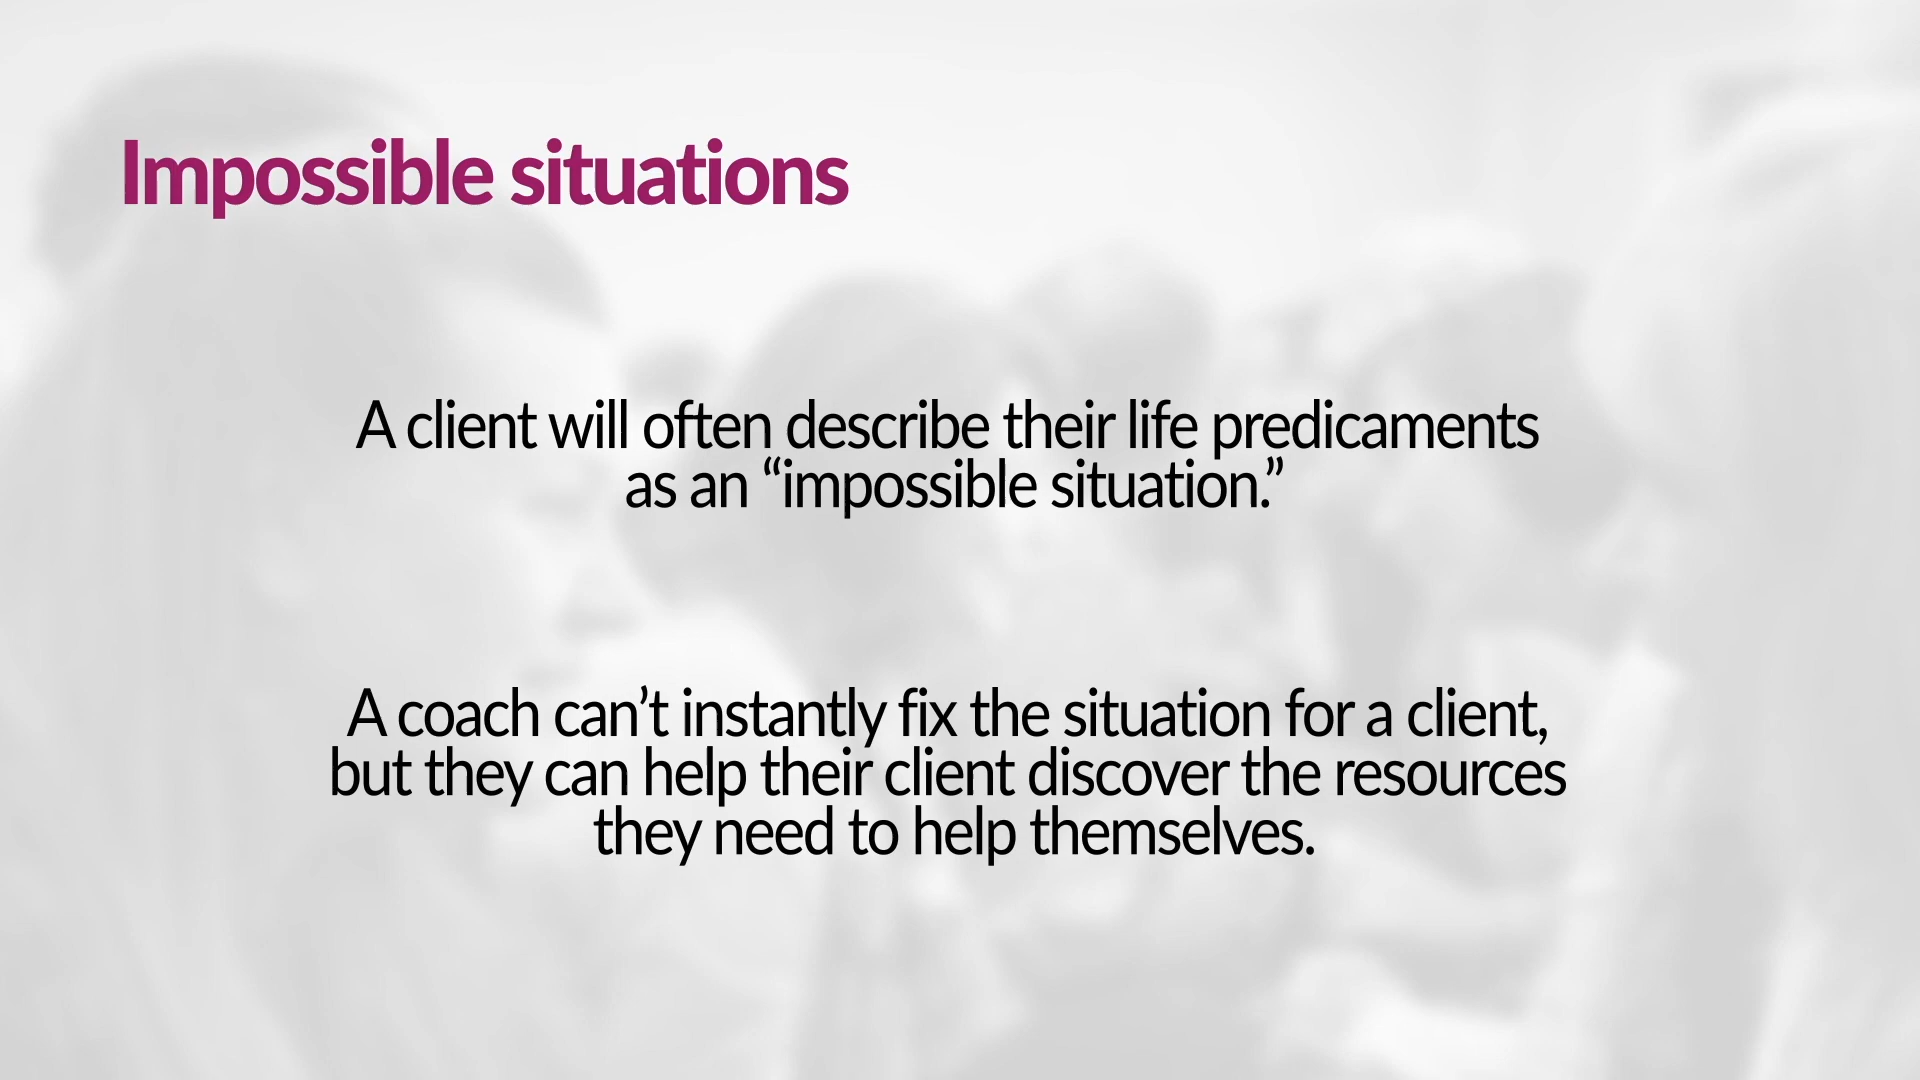 Impossible situations
A client will often describe their life predicaments
as an “impossible situation.”
A coach can’t instantly fix the situation for a client,
but they can help their client discover the resources
they need to help themselves.